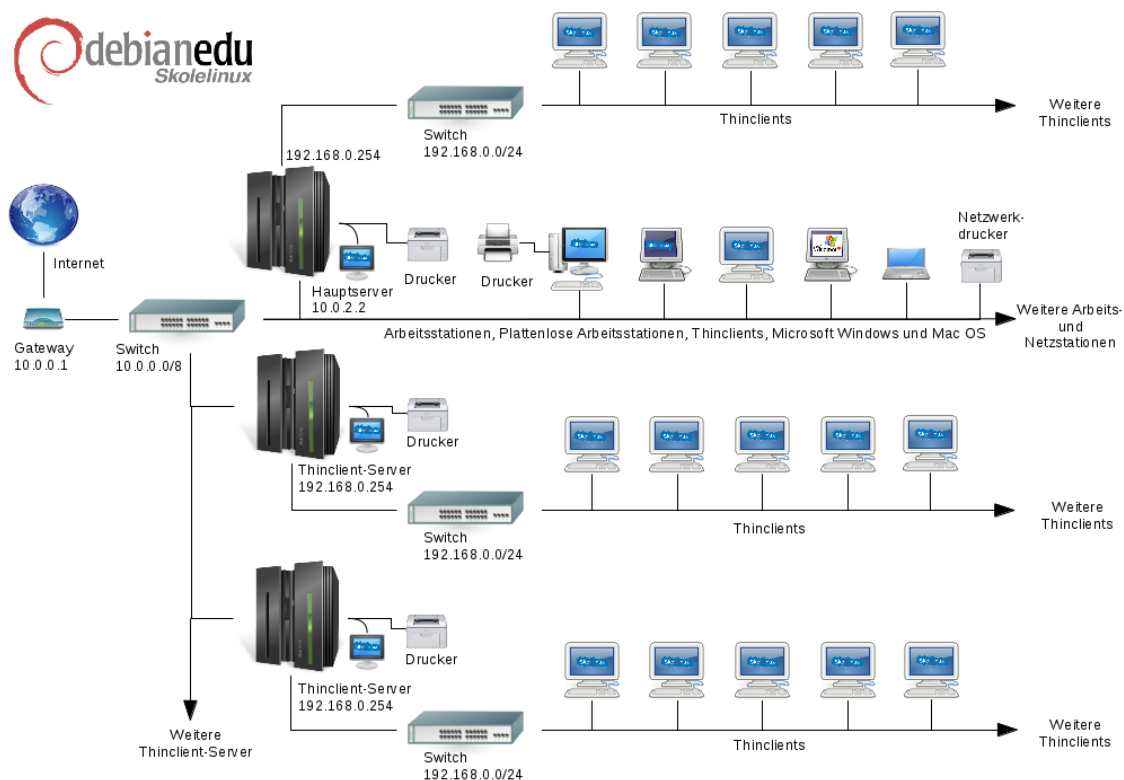 debianedu
Skolelinux
Switch
192.168.0.0/24
Thinclients
Weitere
Thinclients
192.168.0.254
Internet
Gateway
10.0.0.1
Switch
10.0.0.0/8
Hauptserver
10.0.2.2
Drucker
Drucker
Netzwerk-
drucker
Arbeitsstationen, Plattenlose Arbeitsstationen, Thinclients, Microsoft Windows und Mac OS
Weitere Arbeits-
und
Netzstationen
Drucker
Thinclient-Server
192.168.0.254
Switch
192.168.0.0/24
Thinclients
Weitere
Thinclients
Drucker
Thinclient-Server
192.168.0.254
Switch
192.168.0.0/24
Thinclients
Weitere
Thinclients
Weitere
Thinclient-Server